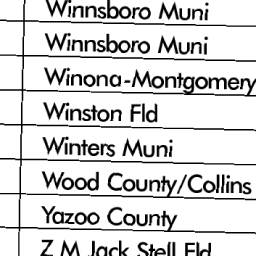 Winnsboro Muni
Winnsboro Muni
Winona-Montgomery
Winston Fld
Winters Muni
Wood County/Collins
Yazoo County
Z M Jack Stell Fld